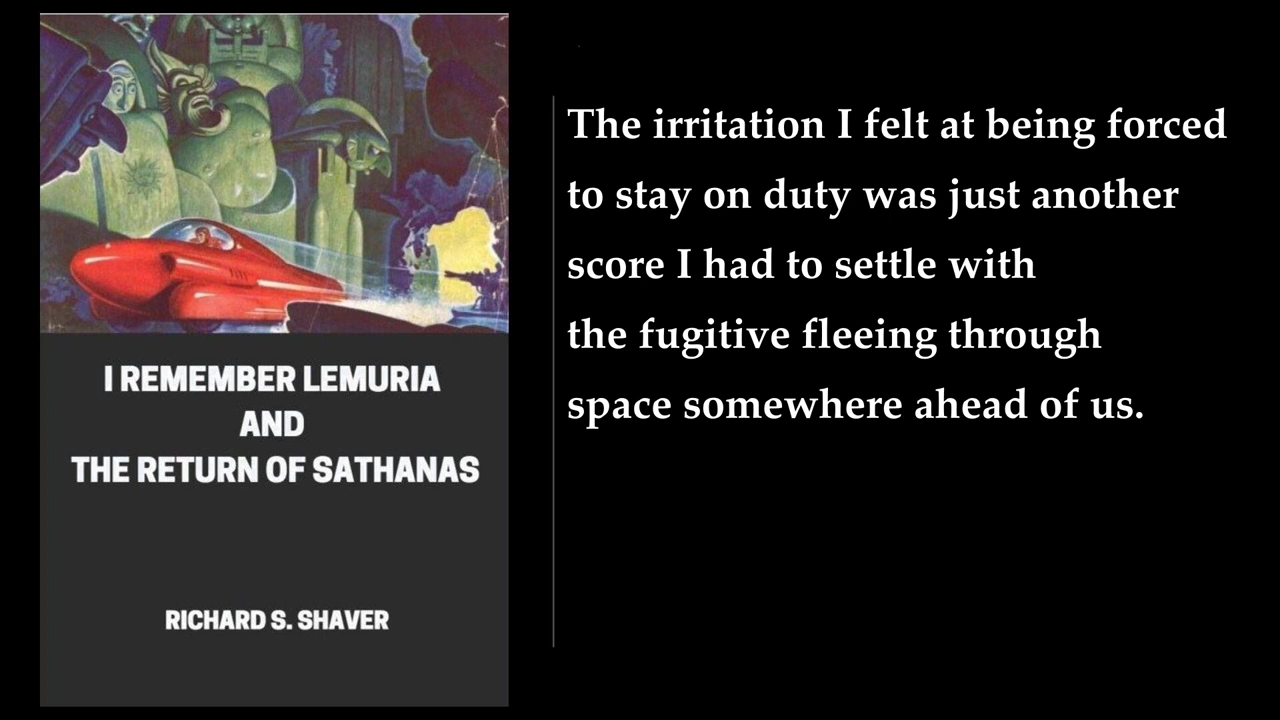 I REMEMBER LEMURIA
AND
THE RETURN OF SATHANAS
RICHARD S. SHAVER
The irritation I felt at being forced
to stay on duty was just another
score I had to settle with
the fugitive fleeing through
space somewhere ahead of us.